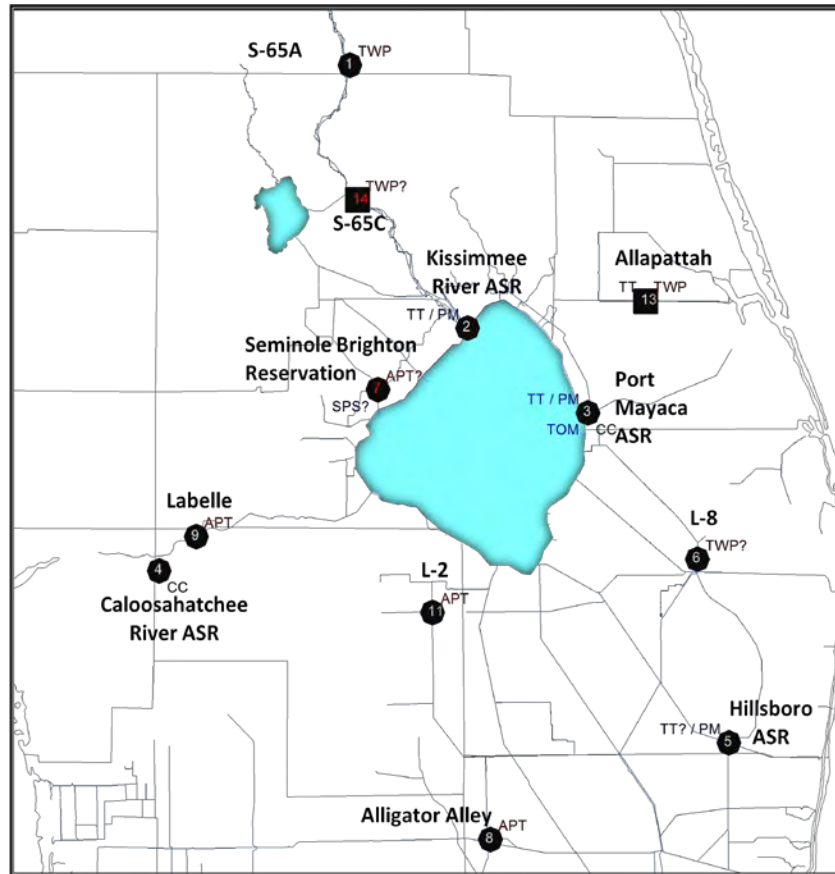 S-65A
TWP
1
TWP?
14
S-65C
Kissimmee
River ASR
TT / PM
2
Allapattah
TT TWP
13
Seminole Brighton
Reservation
APT?
7
SPS?
Port
Mayaca
ASR
TT / PM
3
TOM
CC
Labelle
APT
9
4
CC
Caloosahatchee
River ASR
L-8
TWP?
6
L-2
APT
11
Hillsboro
ASR
TT? / PM
5
Alligator Alley
APT
8